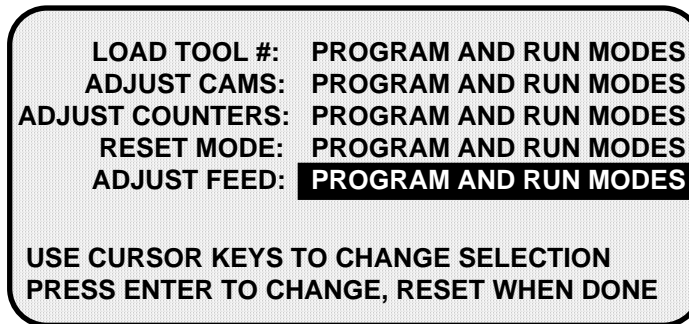 LOAD TOOL #: PROGRAM AND RUN MODES
ADJUST CAMS: PROGRAM AND RUN MODES
ADJUST COUNTERS: PROGRAM AND RUN MODES
RESET MODE: PROGRAM AND RUN MODES
ADJUST FEED: PROGRAM AND RUN MODES
USE CURSOR KEYS TO CHANGE SELECTION
PRESS ENTER TO CHANGE, RESET WHEN DONE